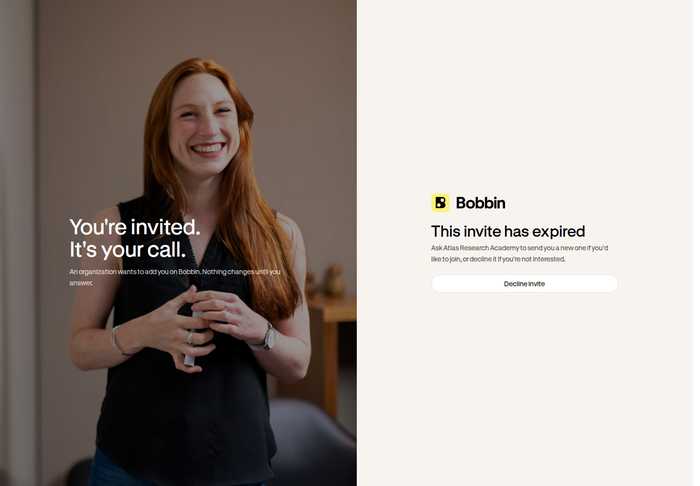 You're invited.
It's your call.
An organization wants to add you on Bobbin. Nothing changes until you
answer.
Bobbin
This invite has expired
Ask Atlas Research Academy to send you a new one if you'd
like to join, or decline it if you're not interested.
Decline invite